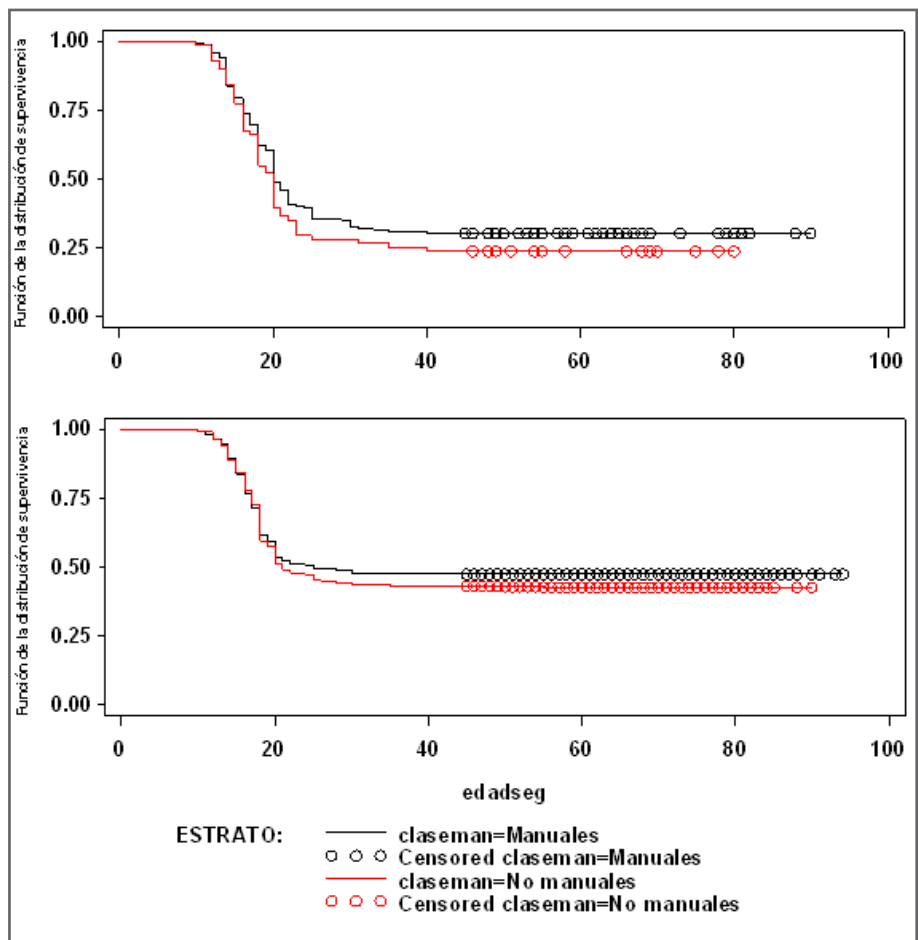 Función de la distribución de supervivencia
1.00
0.75
0.50
0.25
0.00
0 20 40 60 80 100
Función de la distribución de supervivencia
1.00
0.75
0.50
0.25
0.00
0 20 40 60 80 100
edadseg
ESTRATO: claseman=Manuales
Censored claseman=Manuales
claseman=No manuales
Censored claseman=No manuales